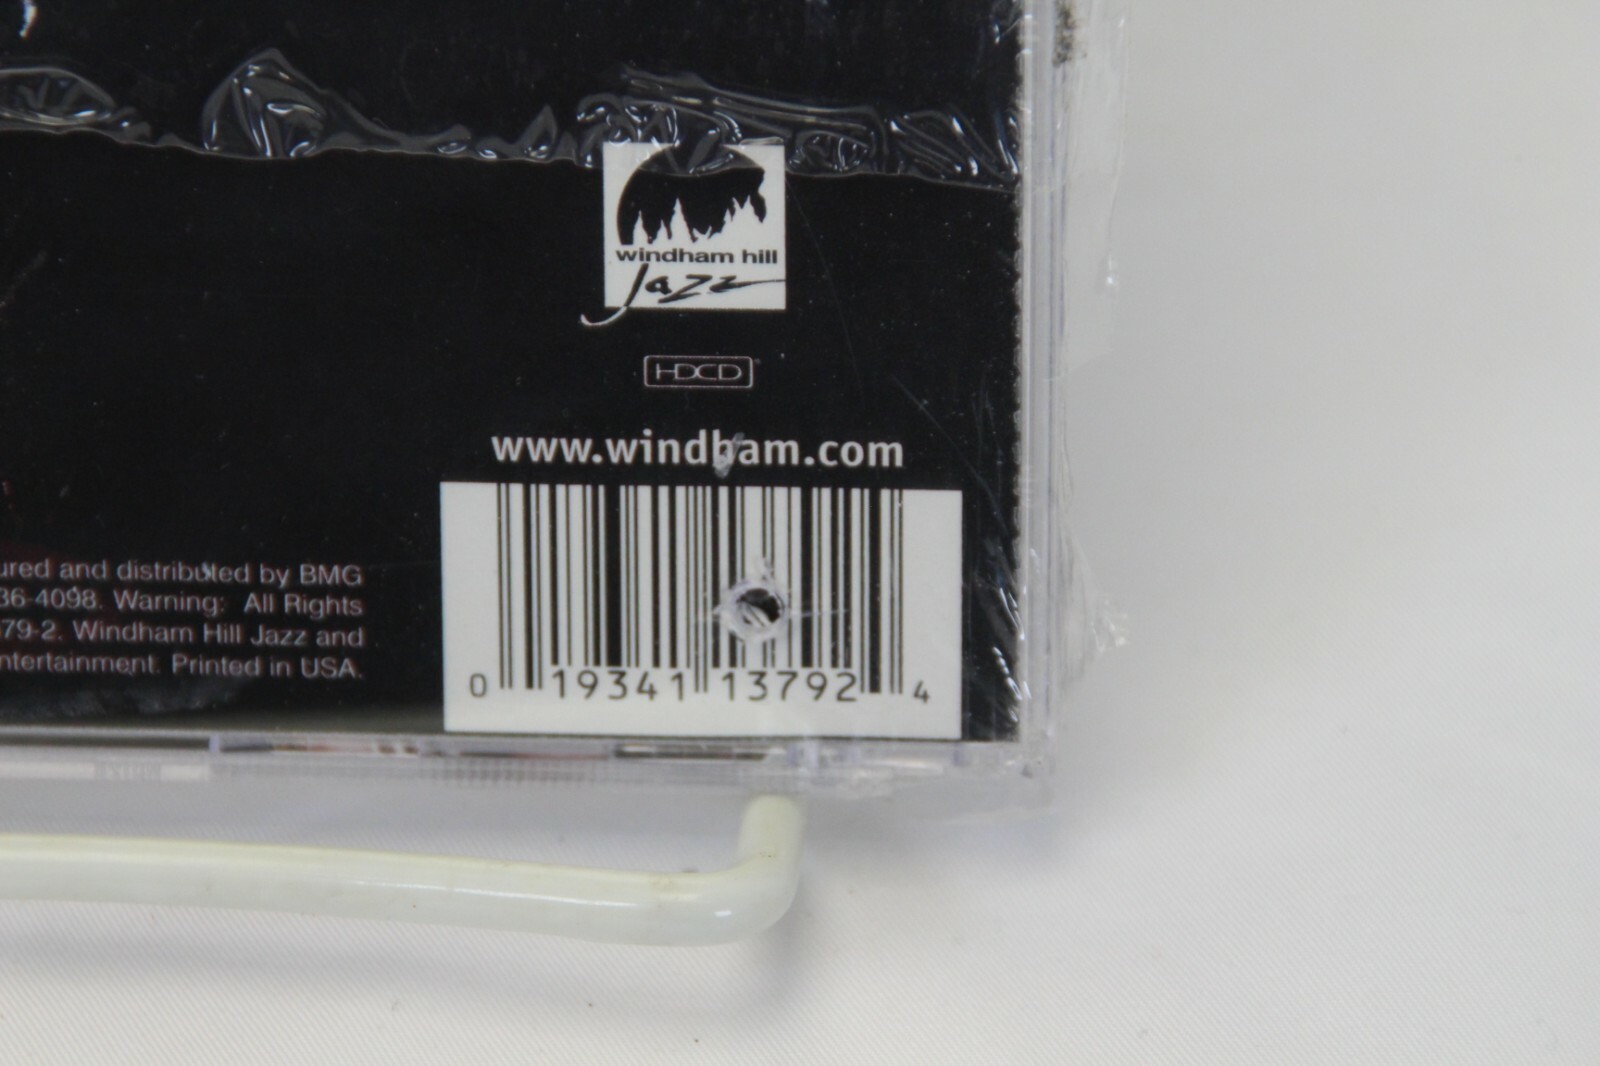 windham hill
Jazz
HDCD
www.windham.com
ured and distributed by BMG
36-4098. Warning: All Rights
79-2. Windham Hill Jazz and
ntertainment. Printed in USA.
0 19341 13792 4